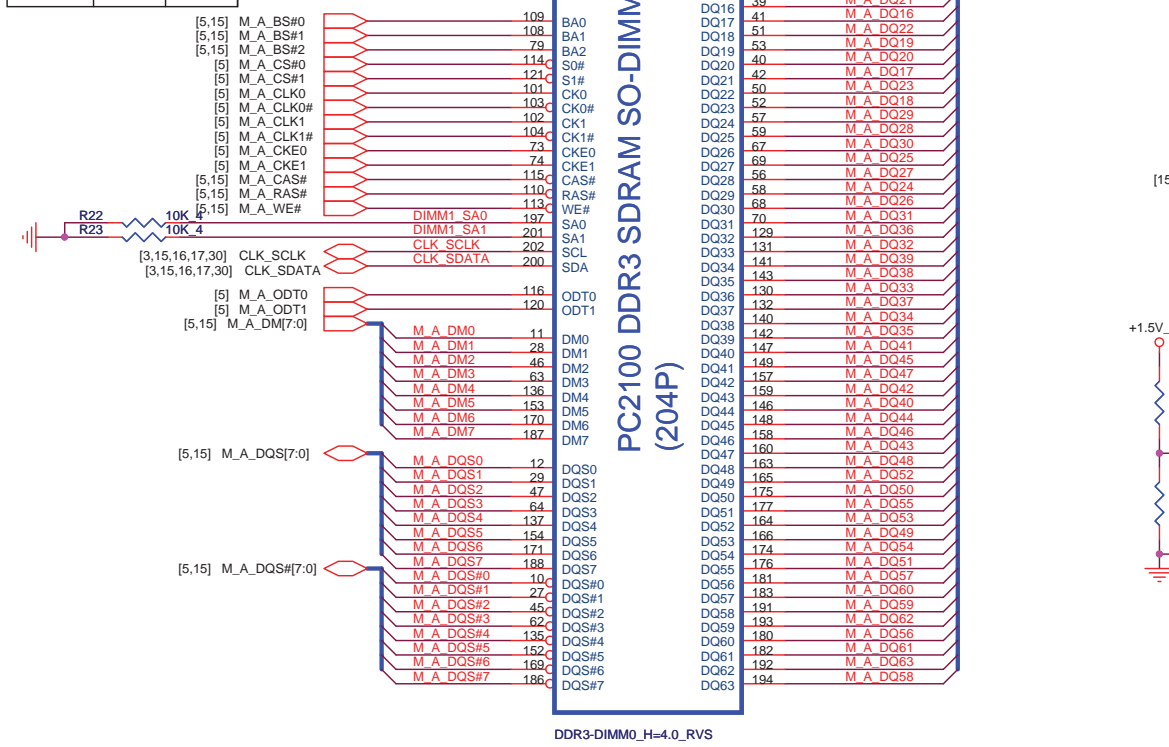 [5,15] M_A_BS#0 109 BA0
[5,15] M_A_BS#1 108 BA1
[5,15] M_A_BS#2 79 BA2
[5] M_A_CS#0 114 S0#
[5] M_A_CS#1 121 S1#
[5] M_A_CLK0 101 CK0
[5] M_A_CLK0# 103 CK0#
[5] M_A_CLK1 102 CK1
[5] M_A_CLK1# 104 CK1#
[5] M_A_CKE0 73 CKE0
[5] M_A_CKE1 74 CKE1
[5,15] M_A_CAS# 115 CAS#
[5,15] M_A_RAS# 110 RAS#
[5,15] M_A_WE# 113 WE#
R22 10K_4 DIMM1_SA0 197 SA0
R23 10K_4 DIMM1_SA1 201 SA1
[3,15,16,17,30] CLK_SCLK CLK_SCLK 202 SCL
[3,15,16,17,30] CLK_SDATA CLK_SDATA 200 SDA
[5] M_A_ODT0 116 ODT0
[5] M_A_ODT1 120 ODT1
[5,15] M_A_DM[7:0]
M_A_DM0 11 DM0
M_A_DM1 28 DM1
M_A_DM2 46 DM2
M_A_DM3 63 DM3
M_A_DM4 136 DM4
M_A_DM5 153 DM5
M_A_DM6 170 DM6
M_A_DM7 187 DM7
[5,15] M_A_DQS[7:0]
M_A_DQS0 12 DQS0
M_A_DQS1 29 DQS1
M_A_DQS2 47 DQS2
M_A_DQS3 64 DQS3
M_A_DQS4 137 DQS4
M_A_DQS5 154 DQS5
M_A_DQS6 171 DQS6
M_A_DQS7 188 DQS7
[5,15] M_A_DQS#[7:0]
M_A_DQS#0 10 DQS#0
M_A_DQS#1 27 DQS#1
M_A_DQS#2 45 DQS#2
M_A_DQS#3 62 DQS#3
M_A_DQS#4 135 DQS#4
M_A_DQS#5 152 DQS#5
M_A_DQS#6 169 DQS#6
M_A_DQS#7 186 DQS#7
PC2100 DDR3 SDRAM SO-DIMM
(204P)
DQ16 39 M_A_DQ21
DQ17 41 M_A_DQ16
DQ18 51 M_A_DQ22
DQ19 53 M_A_DQ19
DQ20 40 M_A_DQ20
DQ21 42 M_A_DQ17
DQ22 50 M_A_DQ23
DQ23 52 M_A_DQ18
DQ24 57 M_A_DQ29
DQ25 59 M_A_DQ28
DQ26 67 M_A_DQ30
DQ27 69 M_A_DQ25
DQ28 56 M_A_DQ27
DQ29 58 M_A_DQ24
DQ30 68 M_A_DQ26
DQ31 70 M_A_DQ31
DQ32 129 M_A_DQ36
DQ33 131 M_A_DQ32
DQ34 141 M_A_DQ39
DQ35 143 M_A_DQ38
DQ36 130 M_A_DQ33
DQ37 132 M_A_DQ37
DQ38 140 M_A_DQ34
DQ39 142 M_A_DQ35
DQ40 147 M_A_DQ41
DQ41 149 M_A_DQ45
DQ42 157 M_A_DQ47
DQ43 159 M_A_DQ42
DQ44 146 M_A_DQ40
DQ45 148 M_A_DQ44
DQ46 158 M_A_DQ46
DQ47 160 M_A_DQ43
DQ48 163 M_A_DQ48
DQ49 165 M_A_DQ52
DQ50 175 M_A_DQ50
DQ51 177 M_A_DQ55
DQ52 164 M_A_DQ53
DQ53 166 M_A_DQ49
DQ54 174 M_A_DQ54
DQ55 176 M_A_DQ51
DQ56 181 M_A_DQ57
DQ57 183 M_A_DQ60
DQ58 191 M_A_DQ59
DQ59 193 M_A_DQ62
DQ60 180 M_A_DQ56
DQ61 182 M_A_DQ61
DQ62 192 M_A_DQ63
DQ63 194 M_A_DQ58
[15
+1.5V_
DDR3-DIMM0_H=4.0_RVS